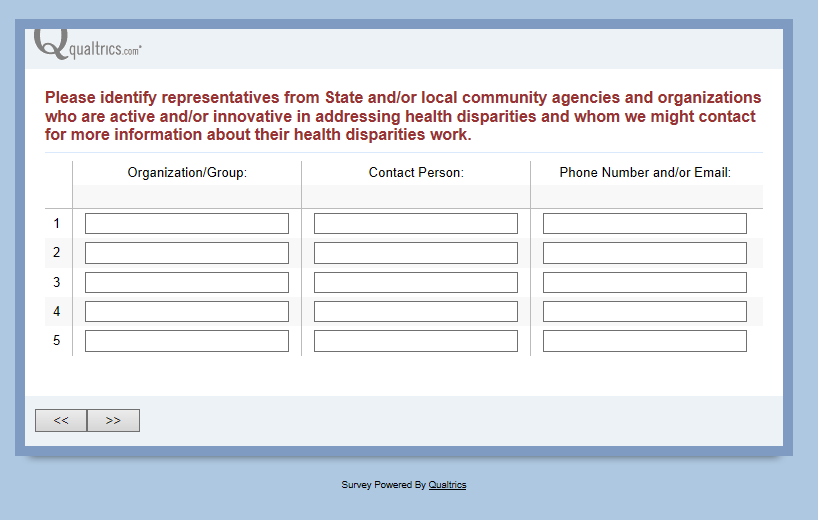 qualtrics.com
Please identify representatives from State and/or local community agencies and organizations
who are active and/or innovative in addressing health disparities and whom we might contact
for more information about their health disparities work.
Organization/Group: Contact Person: Phone Number and/or Email:
1
2
3
4
5
<< >>
Survey Powered By Qualtrics